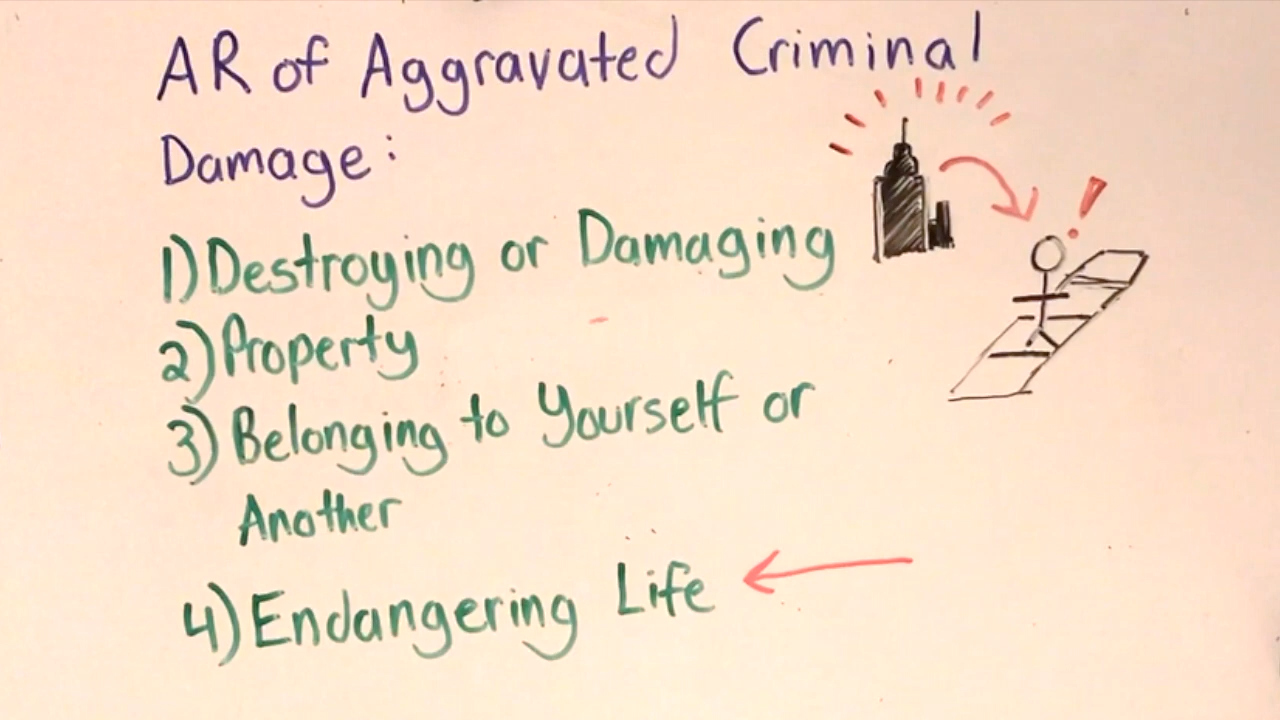 AR of Aggravated Criminal
Damage:
1) Destroying or Damaging
2) Property
3) Belonging to Yourself or
Another
4) Endangering Life
!